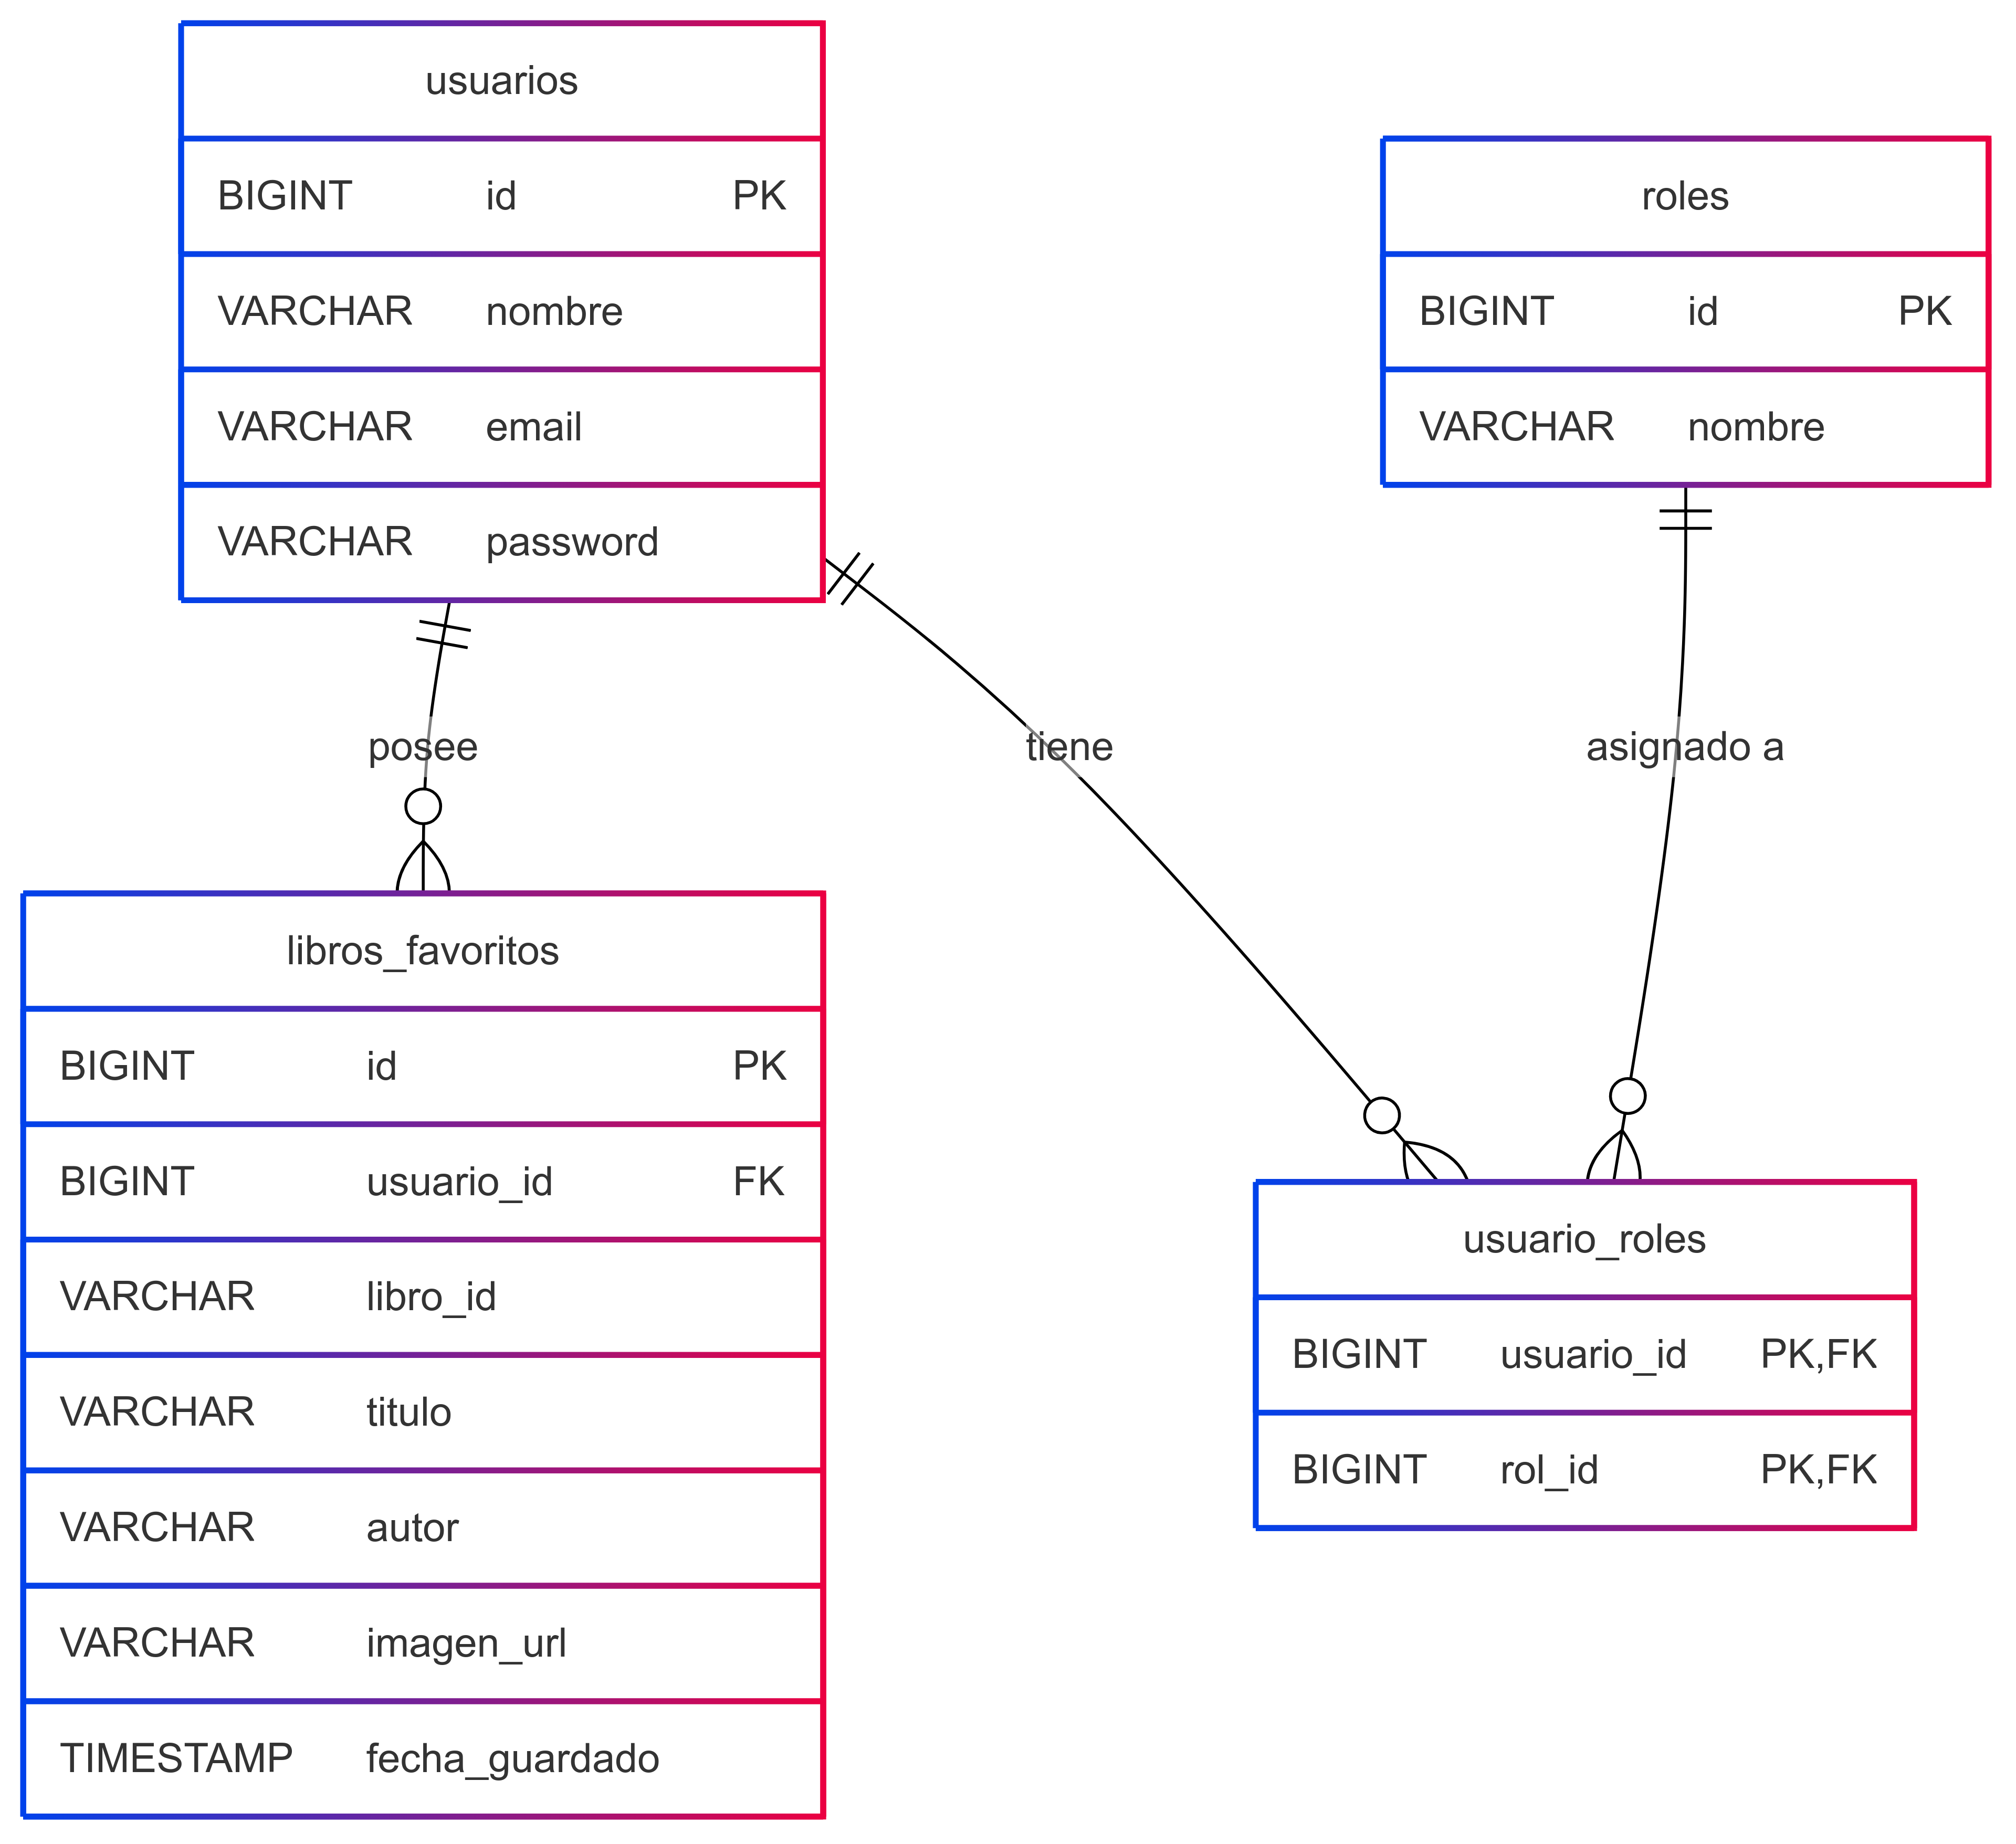 usuarios
BIGINT id PK
VARCHAR nombre
VARCHAR email
VARCHAR password
roles
BIGINT id PK
VARCHAR nombre
posee
tiene
asignado a
libros_favoritos
BIGINT id PK
BIGINT usuario_id FK
VARCHAR libro_id
VARCHAR titulo
VARCHAR autor
VARCHAR imagen_url
TIMESTAMP fecha_guardado
usuario_roles
BIGINT usuario_id PK,FK
BIGINT rol_id PK,FK